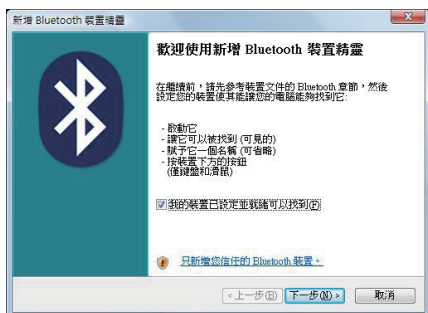 新增 Bluetooth 裝置精靈
歡迎使用新增 Bluetooth 裝置精靈
在繼續前，請先參考裝置文件的 Bluetooth 章節，然後
設定您的裝置使其能讓您的電腦能夠找到它:
- 啟動它
- 讓它可以被找到 (可見的)
- 賦予它一個名稱 (可省略)
- 按裝置下方的按鈕
(僅鍵盤和滑鼠)
我的裝置已設定並就緒可以找到(F)
只新增您信任的 Bluetooth 裝置。
<上一步(B) 下一步(N) > 取消